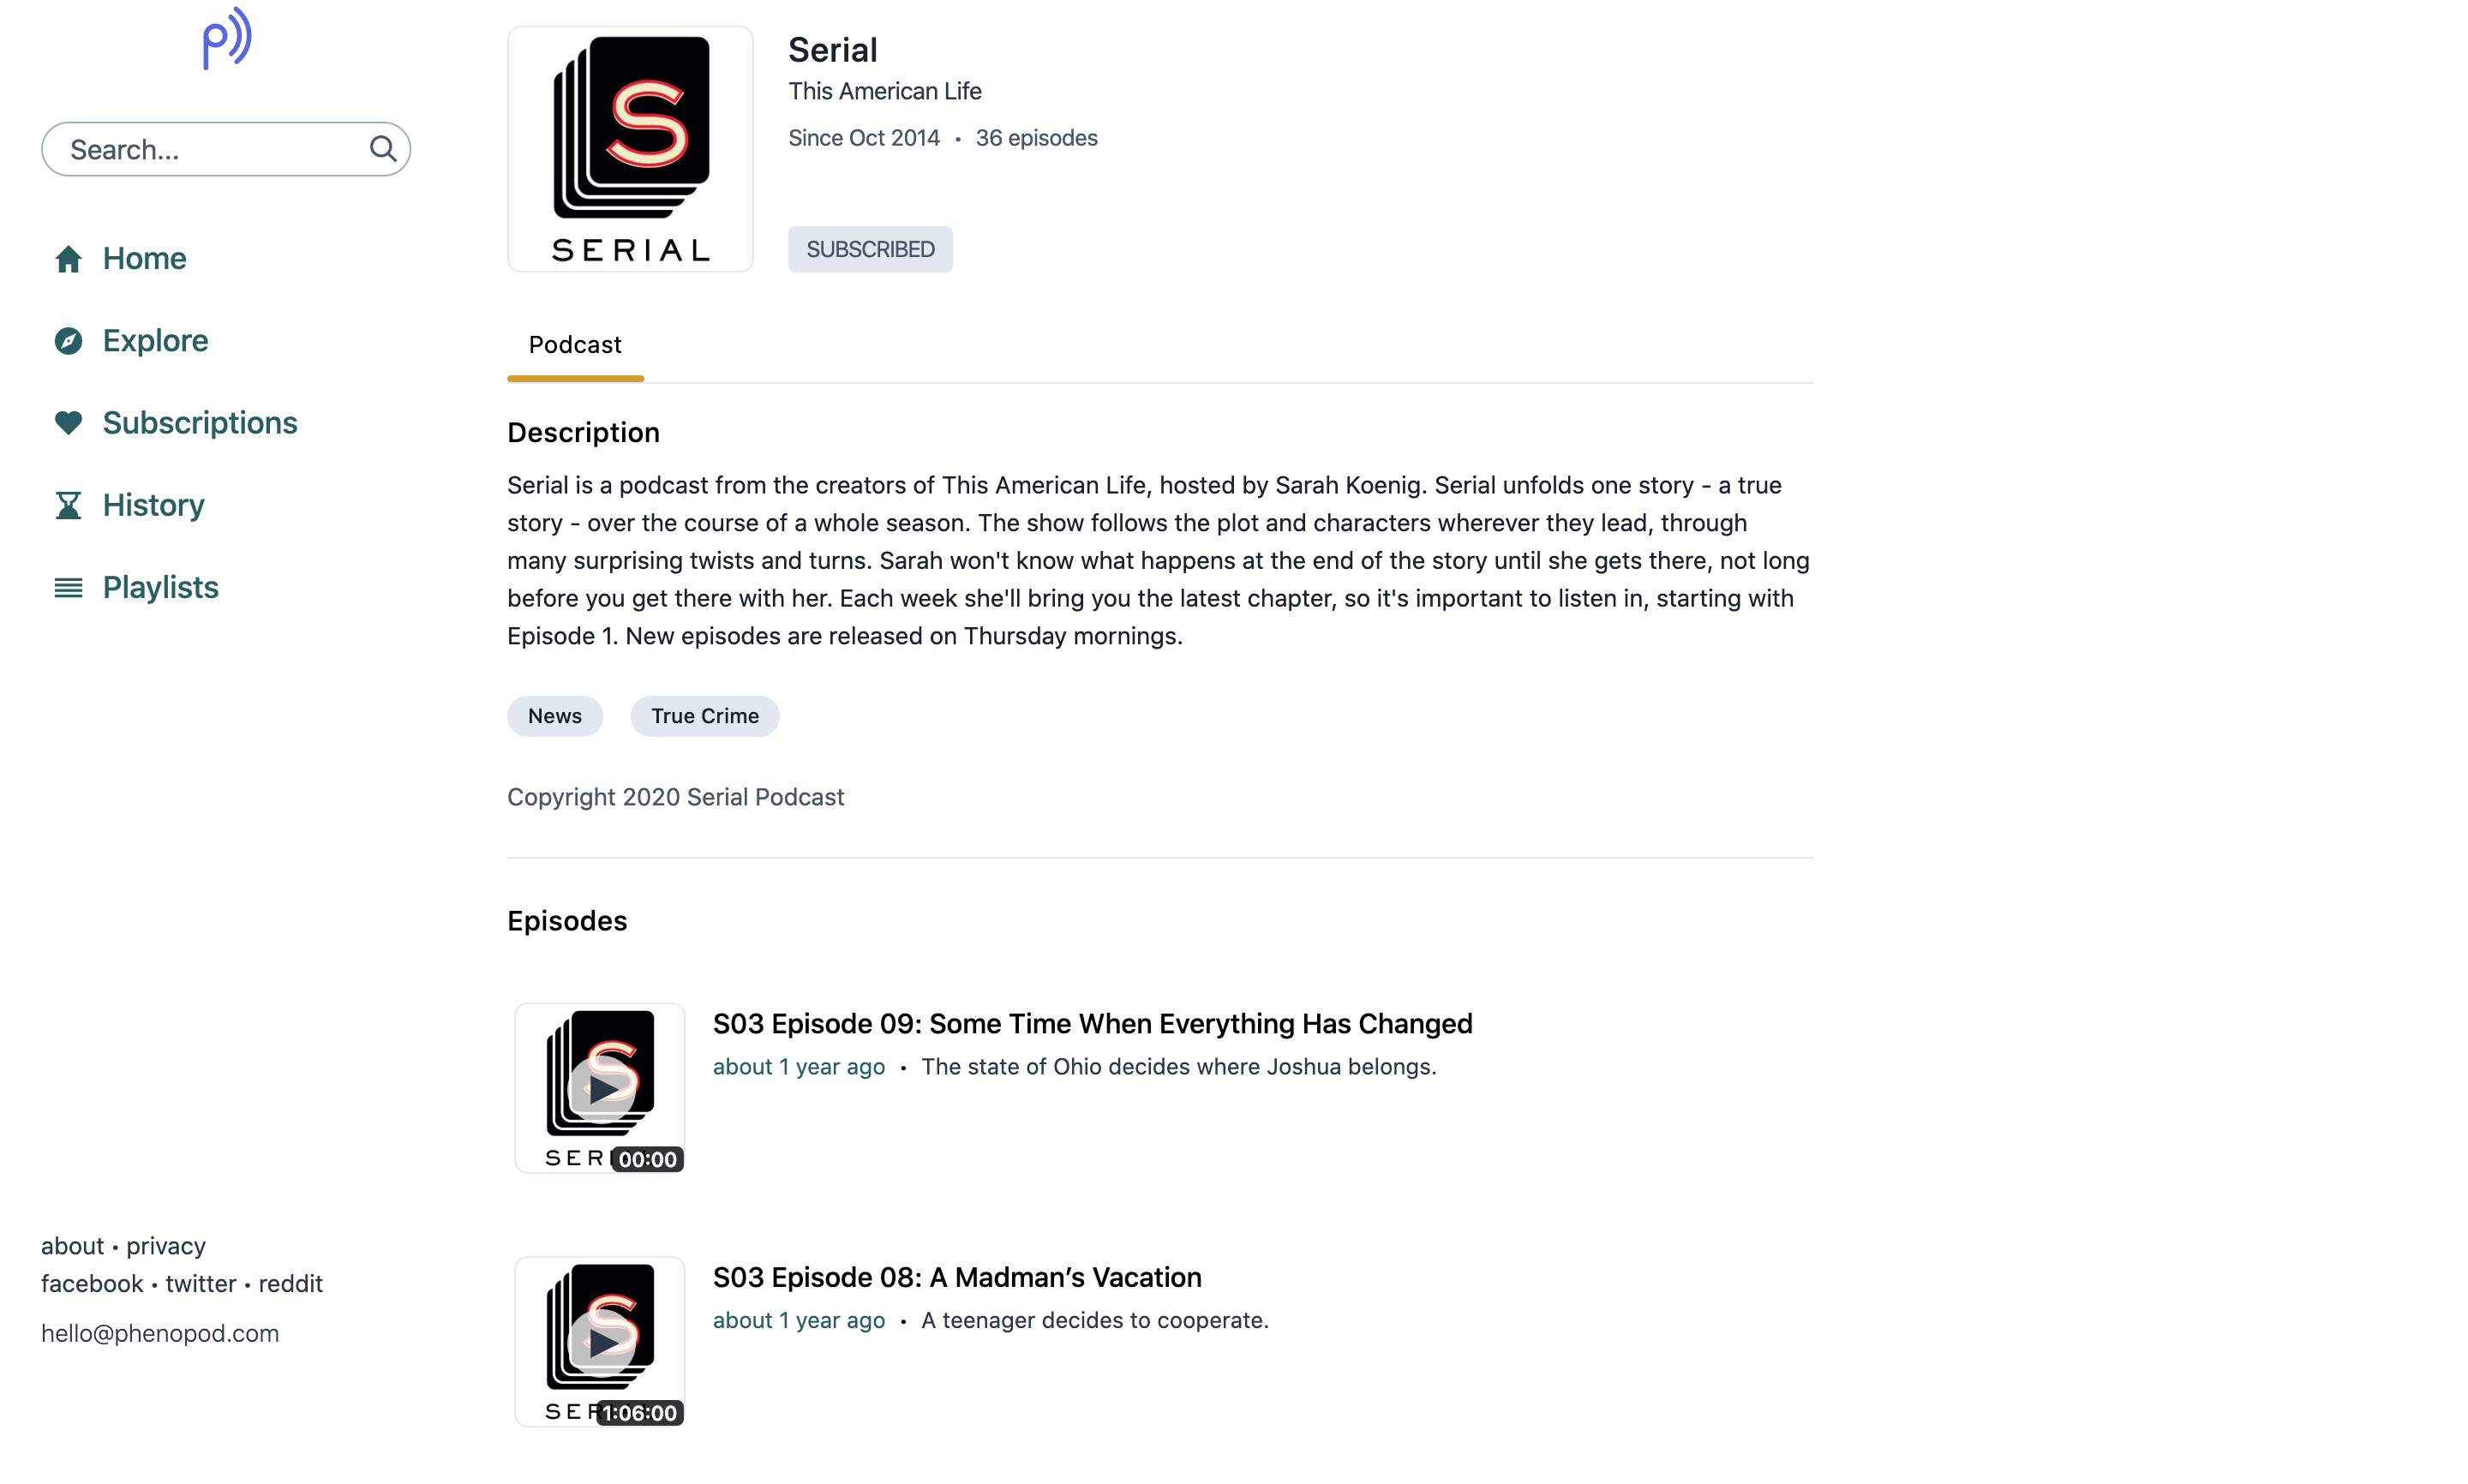 Search...
Home
Explore
Subscriptions
History
Playlists
about • privacy
facebook • twitter • reddit
hello@phenopod.com
S
SERIAL
Serial
This American Life
Since Oct 2014 • 36 episodes
SUBSCRIBED
Podcast
Description
Serial is a podcast from the creators of This American Life, hosted by Sarah Koenig. Serial unfolds one story - a true
story - over the course of a whole season. The show follows the plot and characters wherever they lead, through
many surprising twists and turns. Sarah won't know what happens at the end of the story until she gets there, not long
before you get there with her. Each week she'll bring you the latest chapter, so it's important to listen in, starting with
Episode 1. New episodes are released on Thursday mornings.
News True Crime
Copyright 2020 Serial Podcast
Episodes
S
SERI
00:00
S03 Episode 09: Some Time When Everything Has Changed
about 1 year ago • The state of Ohio decides where Joshua belongs.
S
SER
1:06:00
S03 Episode 08: A Madman’s Vacation
about 1 year ago • A teenager decides to cooperate.